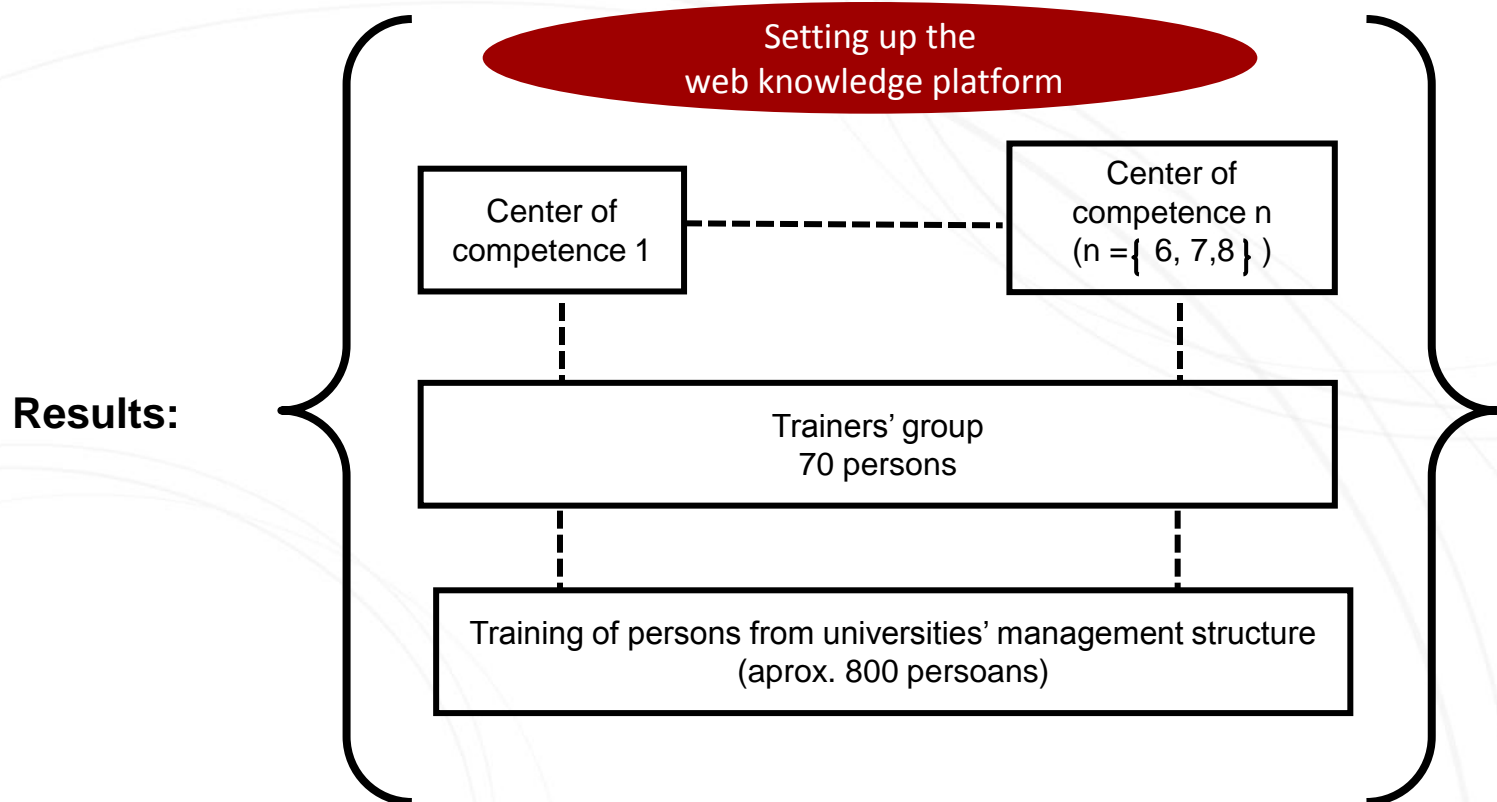 Setting up the
web knowledge platform
Center of
competence 1
Center of
competence n
(n ={ 6, 7,8 } )
Results:
Trainers’ group
70 persons
Training of persons from universities’ management structure
(aprox. 800 persoans)